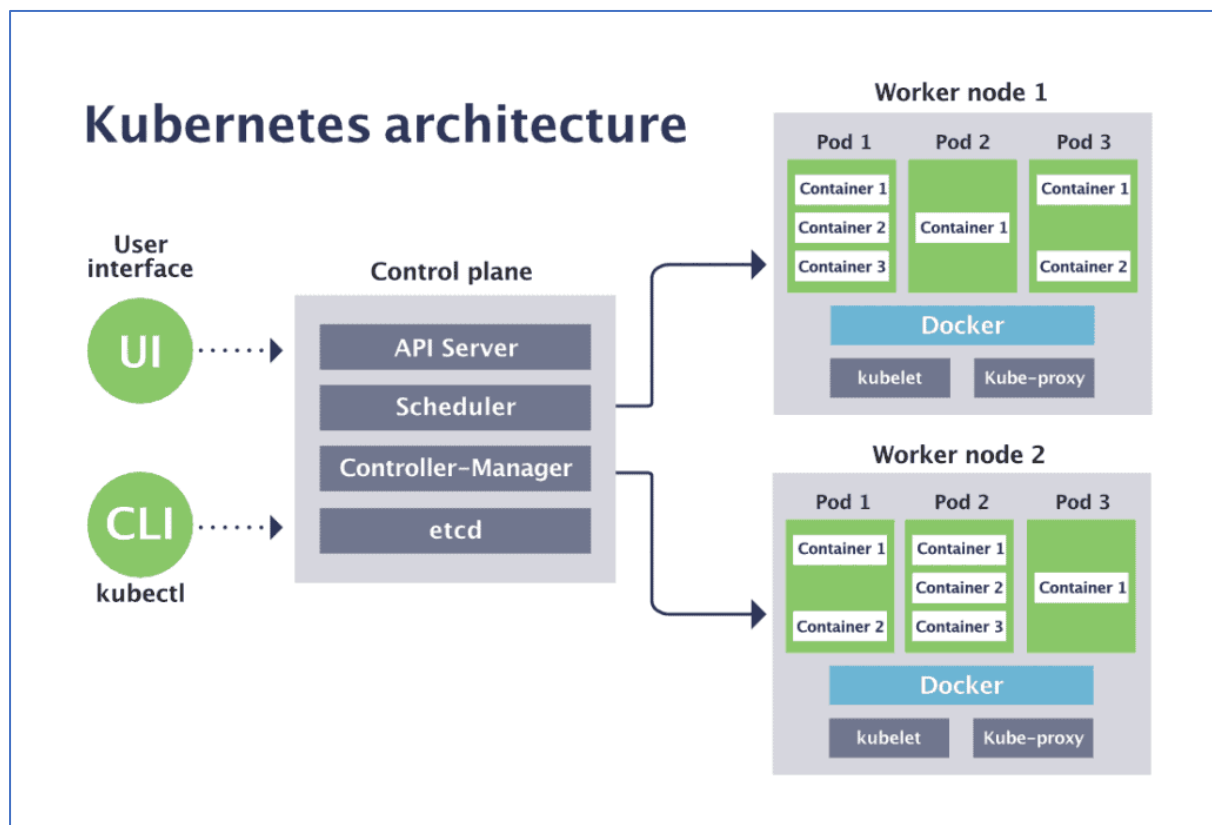 Kubernetes architecture
User
interface
UI
CLI
kubectl
Control plane
API Server
Scheduler
Controller-Manager
etcd
Worker node 1
Pod 1
Container 1
Container 2
Container 3
Pod 2
Container 1
Pod 3
Container 1
Container 2
Docker
kubelet
Kube-proxy
Worker node 2
Pod 1
Container 1
Container 2
Pod 2
Container 1
Container 2
Container 3
Pod 3
Container 1
Docker
kubelet
Kube-proxy